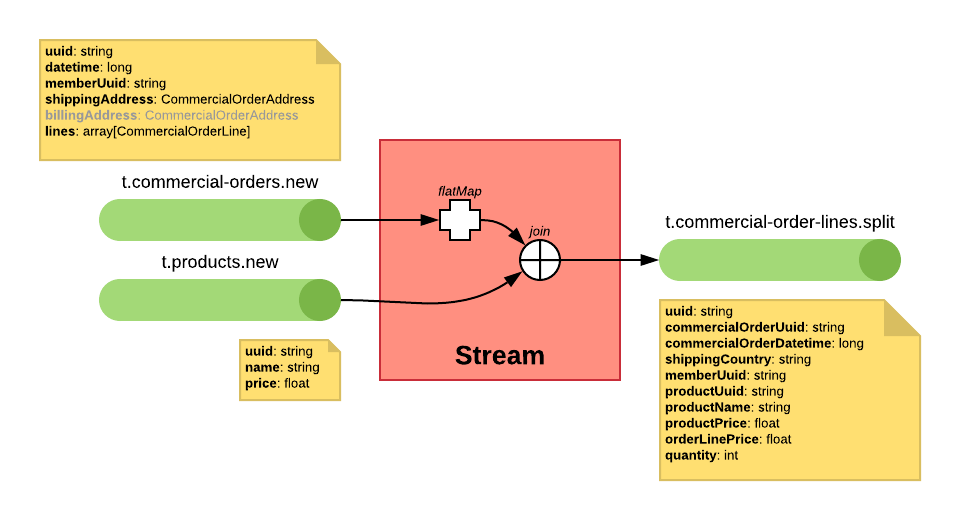 uuid: string
datetime: long
memberUuid: string
shippingAddress: CommercialOrderAddress
billingAddress: CommercialOrderAddress
lines: array[CommercialOrderLine]
t.commercial-orders.new
t.products.new
uuid: string
name: string
price: float
flatMap
join
Stream
t.commercial-order-lines.split
uuid: string
commercialOrderUuid: string
commercialOrderDatetime: long
shippingCountry: string
memberUuid: string
productUuid: string
productName: string
productPrice: float
orderLinePrice: float
quantity: int